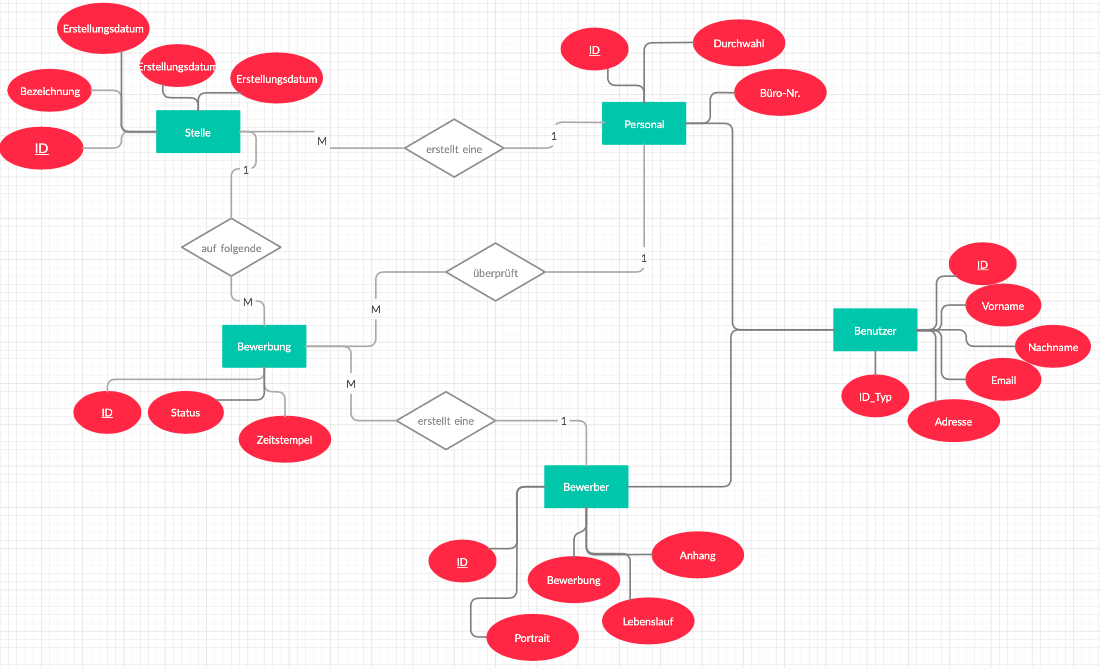 Erstellungsdatum
Erstellungsdatum
Erstellungsdatum
Bezeichnung
ID
Stelle
M
erstellt eine
1
ID
Durchwahl
Büro-Nr.
Personal
1
auf folgende
M
überprüft
1
M
Bewerbung
ID
Status
Zeitstempel
M
erstellt eine
1
Benutzer
ID
Vorname
Nachname
Email
Adresse
ID_Typ
Bewerber
ID
Portrait
Bewerbung
Lebenslauf
Anhang